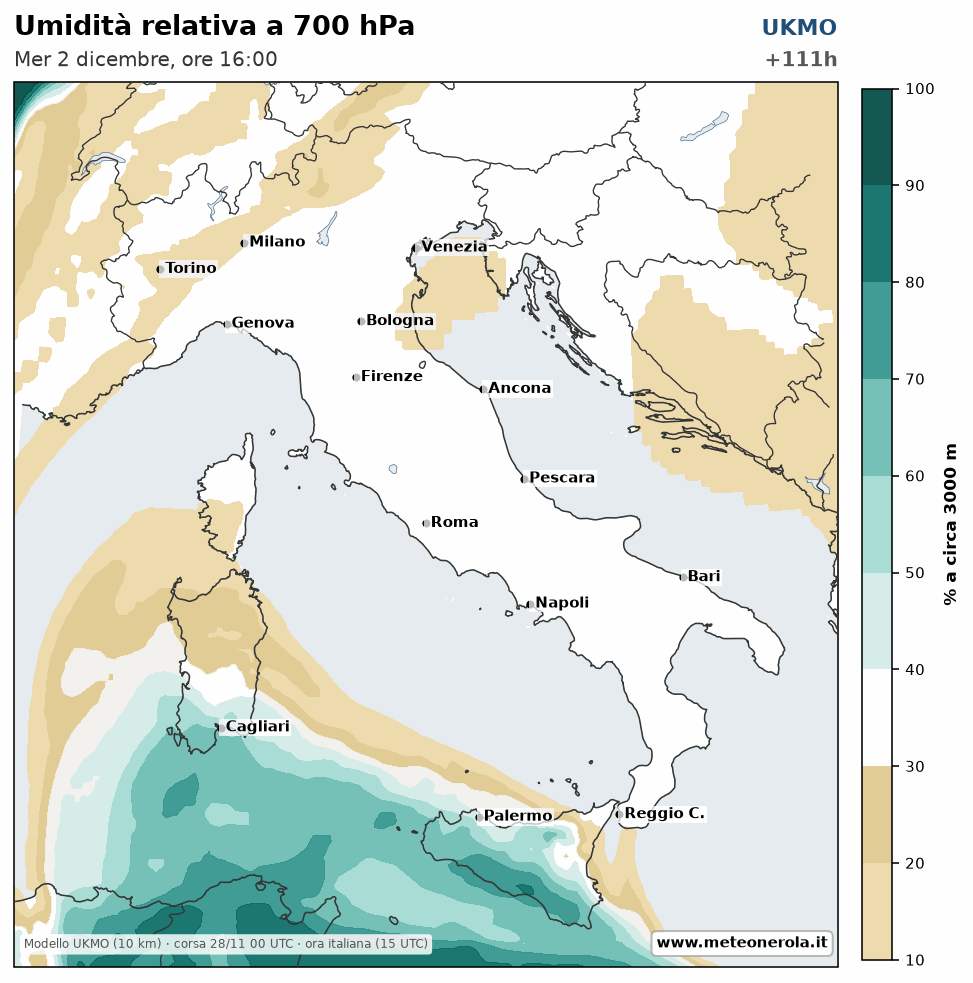 Umidità relativa a 700 hPa
UKMO
Mer 2 dicembre, ore 16:00
+111h
Milano
Venezia
Torino
Genova
Bologna
Firenze
Ancona
Pescara
Roma
Bari
Napoli
Cagliari
Palermo
Reggio C.
100
90
80
70
60
50
40
30
20
10
% a circa 3000 m
Modello UKMO (10 km) · corsa 28/11 00 UTC · ora italiana (15 UTC)
www.meteonerola.it